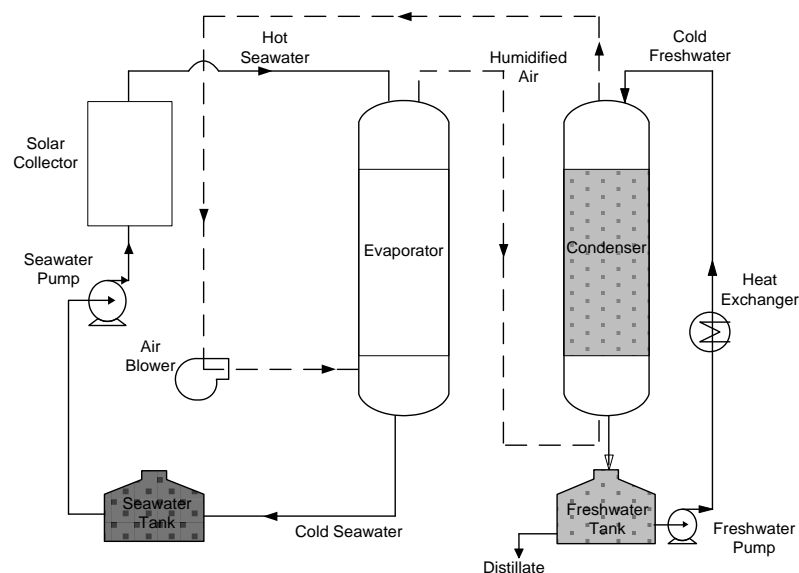 Hot
Seawater
Humidified
Air
Cold
Freshwater
Solar
Collector
Evaporator
Condenser
Seawater
Pump
Heat
Exchanger
Air
Blower
Seawater
Tank
Cold Seawater
Freshwater
Tank
Freshwater
Pump
Distillate